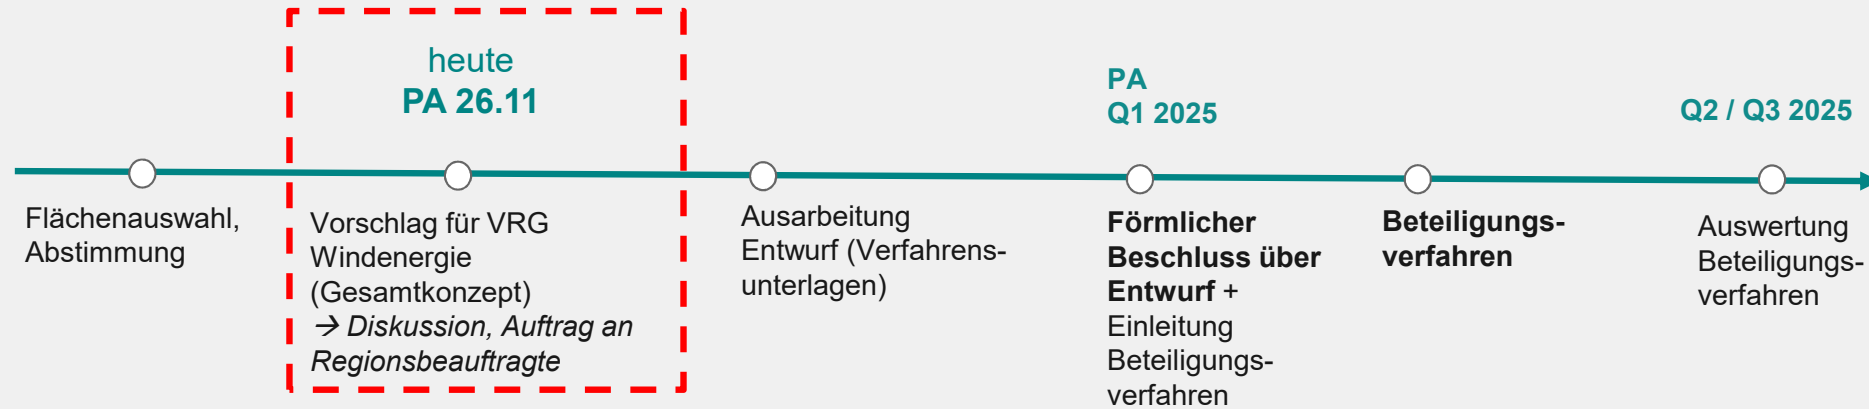 heute
PA 26.11
PA
Q1 2025
Q2 / Q3 2025
Flächenauswahl,
Abstimmung
Vorschlag für VRG
Windenergie
(Gesamtkonzept)
→ Diskussion, Auftrag an
Regionsbeauftragte
Ausarbeitung
Entwurf (Verfahrens-
unterlagen)
Förmlicher
Beschluss über
Entwurf +
Einleitung
Beteiligungs-
verfahren
Beteiligungs-
verfahren
Auswertung
Beteiligungs-
verfahren